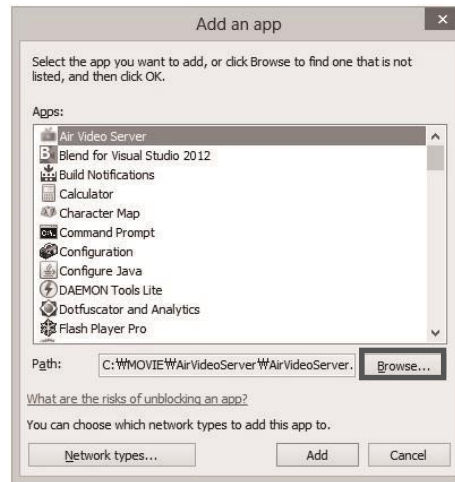 Add an app
×
Select the app you want to add, or click Browse to find one that is not
listed, and then click OK.
Apps:
Air Video Server
Blend for Visual Studio 2012
Build Notifications
Calculator
Character Map
Command Prompt
Configuration
Configure Java
DAEMON Tools Lite
Dotfuscator and Analytics
Flash Player Pro
Path: C:₩MOVIE₩AirVideoServer₩AirVideoServer. Browse...
What are the risks of unblocking an app?
You can choose which network types to add this app to.
Network types... Add Cancel